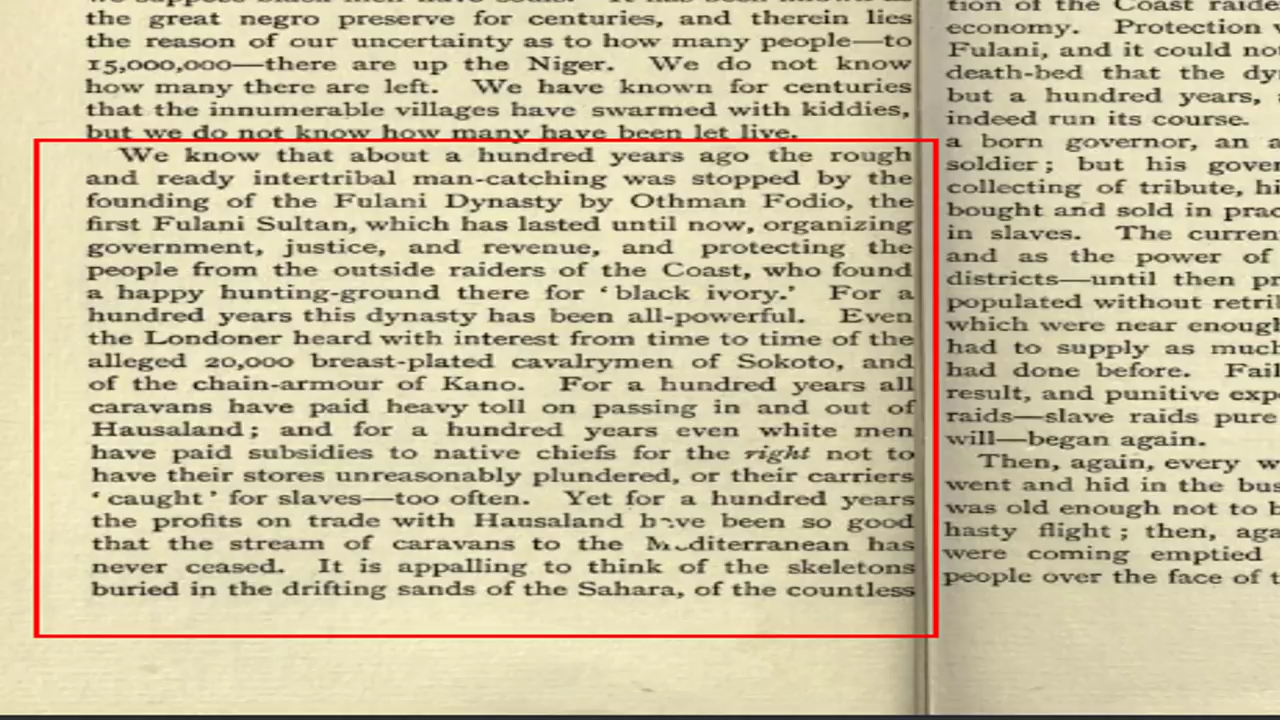 the great negro preserve for centuries, and therein lies
the reason of our uncertainty as to how many people—to
15,000,000—there are up the Niger. We do not know
how many there are left. We have known for centuries
that the innumerable villages have swarmed with kiddies,
but we do not know how many have been let live.
We know that about a hundred years ago the rough
and ready intertribal man-catching was stopped by the
founding of the Fulani Dynasty by Othman Fodio, the
first Fulani Sultan, which has lasted until now, organizing
government, justice, and revenue, and protecting the
people from the outside raiders of the Coast, who found
a happy hunting-ground there for ‘black ivory.’ For a
hundred years this dynasty has been all-powerful. Even
the Londoner heard with interest from time to time of the
alleged 20,000 breast-plated cavalrymen of Sokoto, and
of the chain-armour of Kano. For a hundred years all
caravans have paid heavy toll on passing in and out of
Hausaland; and for a hundred years even white men
have paid subsidies to native chiefs for the right not to
have their stores unreasonably plundered, or their carriers
‘caught’ for slaves—too often. Yet for a hundred years
the profits on trade with Hausaland have been so good
that the stream of caravans to the Mediterranean has
never ceased. It is appalling to think of the skeletons
buried in the drifting sands of the Sahara, of the countless
tion of the Coast
economy. Protection
Fulani, and it could
death-bed that the
but a hundred years,
indeed run its course.
a born governor, an
soldier; but his
collecting of tribute,
bought and sold in
in slaves. The
and as the power of
districts—until then
populated without
which were near
had to supply as
had done before.
result, and punitive
raids—slave raids pure
will—began again.
Then, again, every
went and hid in the
was old enough not to
hasty flight; then,
were coming emptied
people over the face of